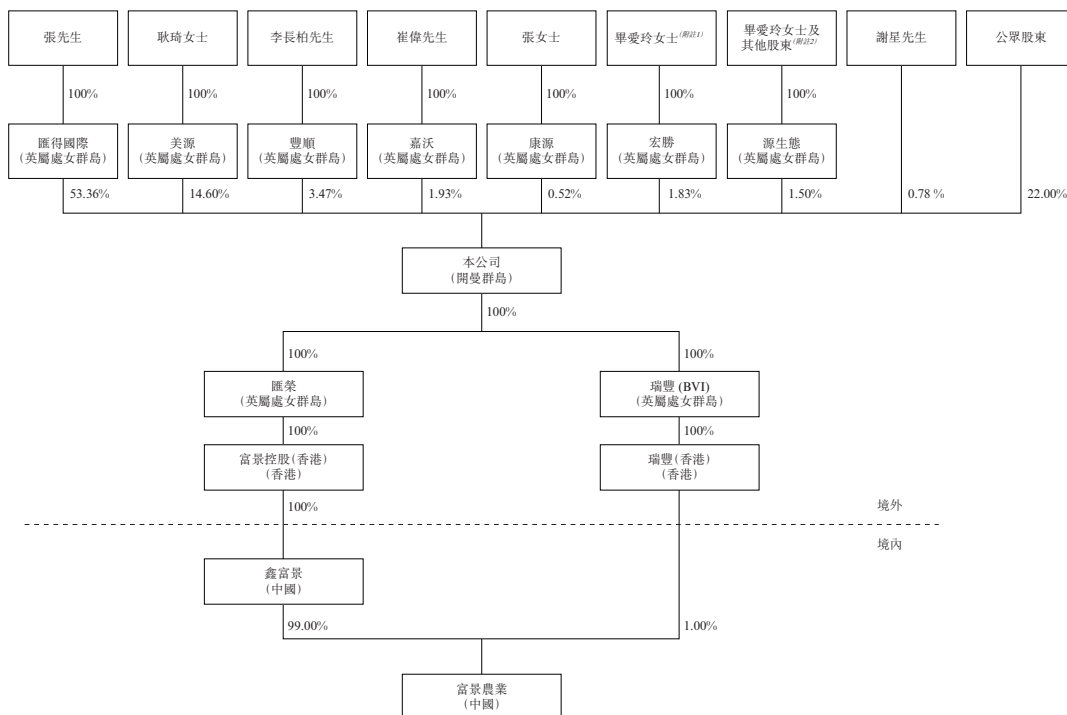 張先生
耿琦女士
李長柏先生
崔偉先生
張女士
畢愛玲女士(附註1)
畢愛玲女士及
其他股東(附註2)
謝星先生
公眾股東
100%
100%
100%
100%
100%
100%
100%
匯得國際
(英屬處女群島)
美源
(英屬處女群島)
豐順
(英屬處女群島)
嘉沃
(英屬處女群島)
康源
(英屬處女群島)
宏勝
(英屬處女群島)
源生態
(英屬處女群島)
53.36%
14.60%
3.47%
1.93%
0.52%
1.83%
1.50%
0.78 %
22.00%
本公司
(開曼群島)
100%
100%
100%
匯榮
(英屬處女群島)
瑞豐 (BVI)
(英屬處女群島)
100%
100%
富景控股(香港)
(香港)
瑞豐(香港)
(香港)
100%
境外
境內
鑫富景
(中國)
99.00%
1.00%
富景農業
(中國)